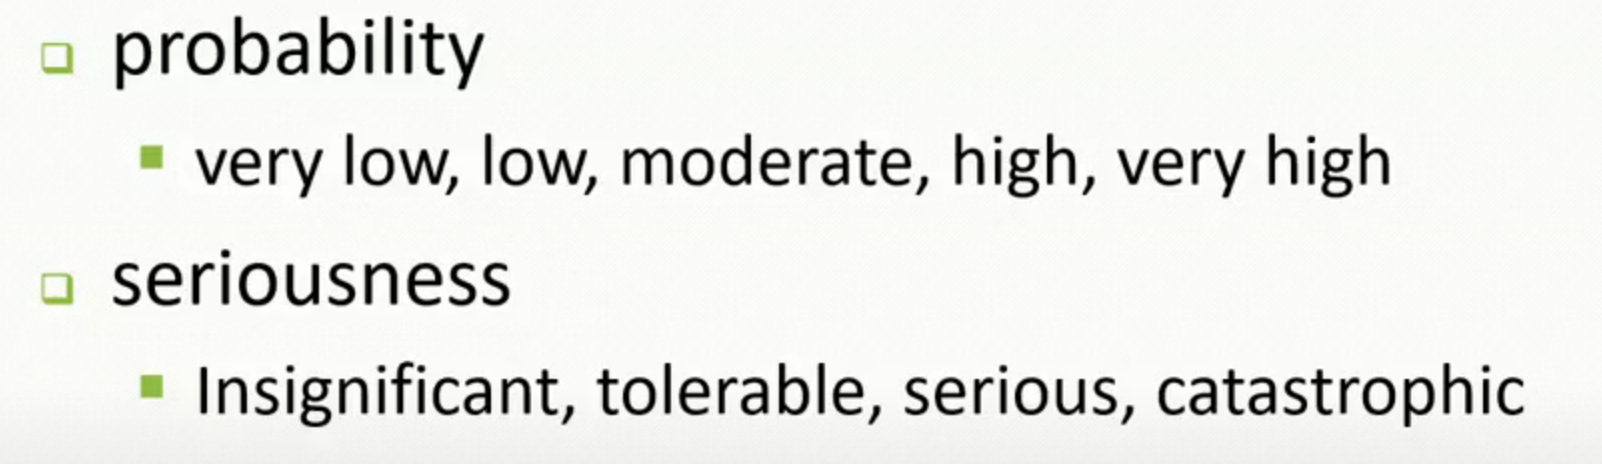 probability
very low, low, moderate, high, very high
seriousness
Insignificant, tolerable, serious, catastrophic